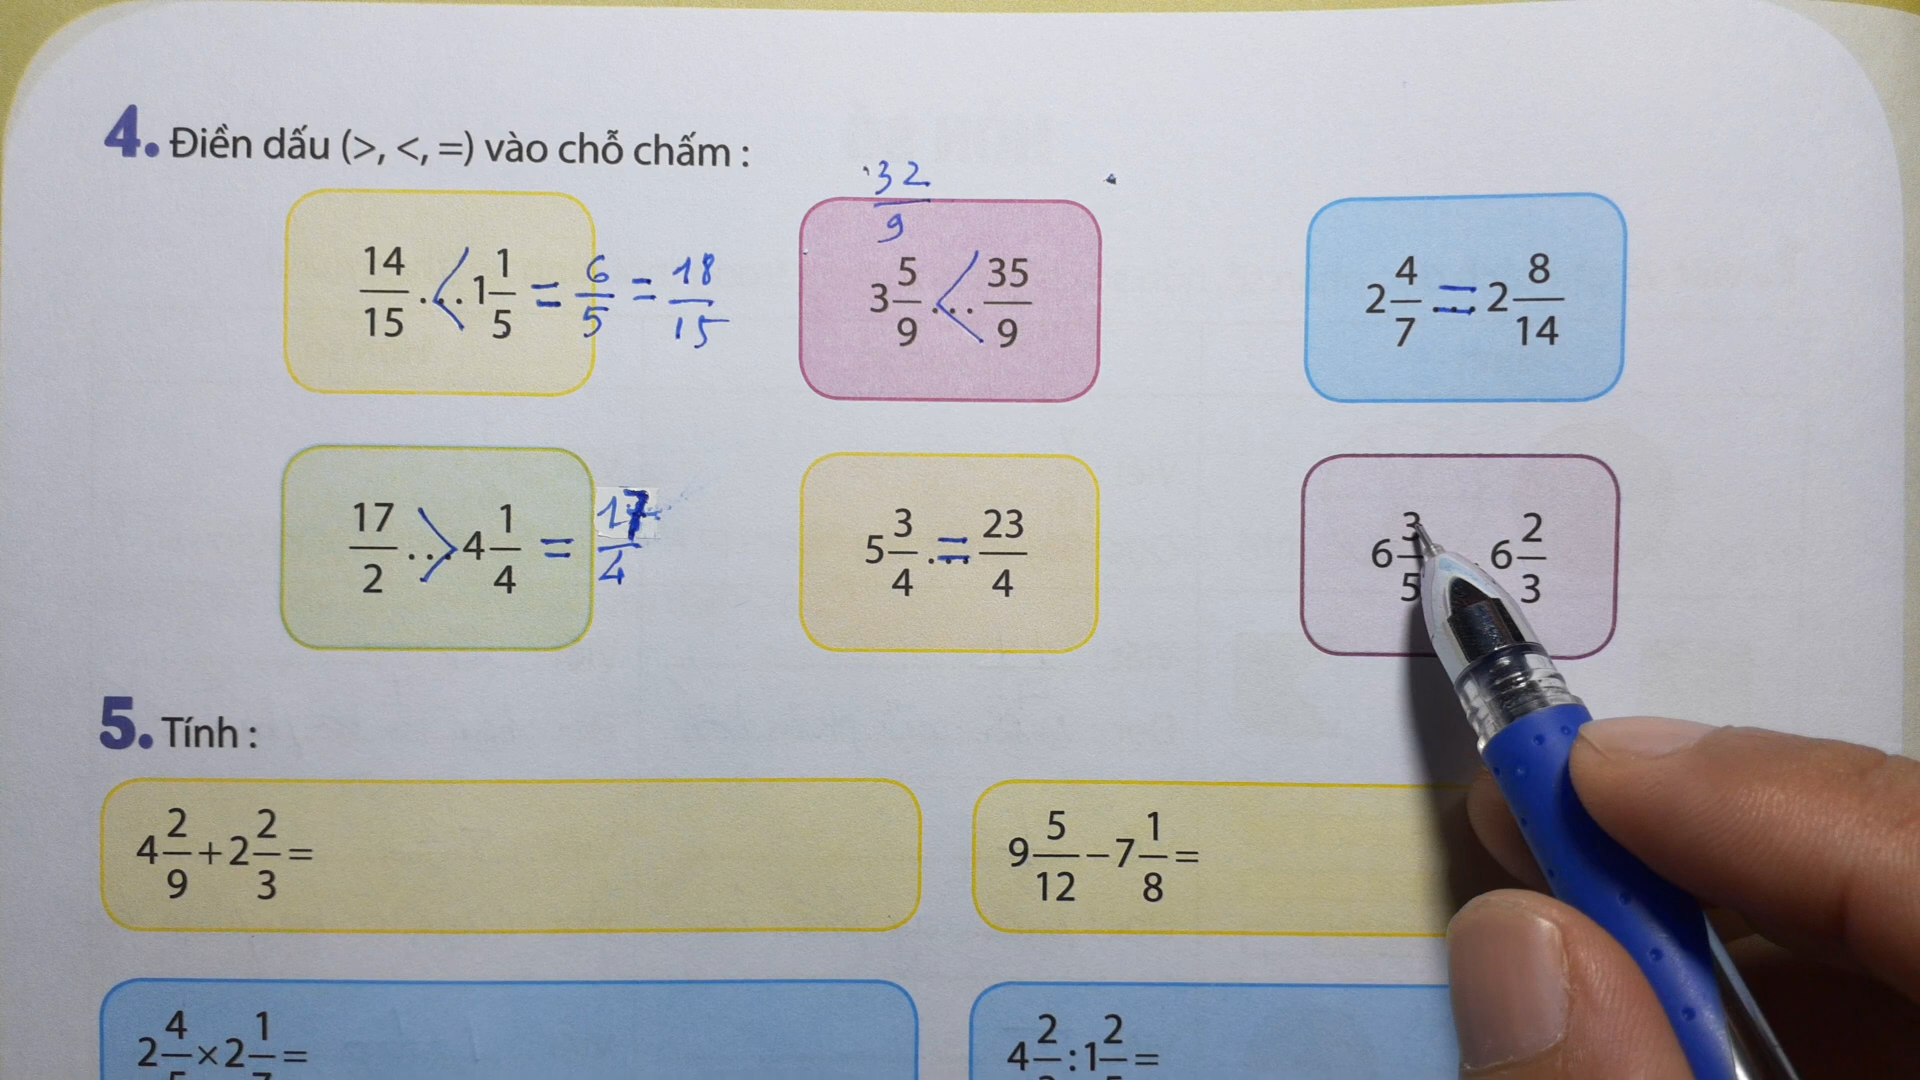 4. Điền dấu (>, <, =) vào chỗ chấm :
14/15 .<.. 1 1/5 = 6/5 = 18/15
32/9
3 5/9 .<.. 35/9
2 4/7 .=. 2 8/14
17/2 ..>. 4 1/4 = 17/4
5 3/4 .=. 23/4
6 3/5 . 6 2/3
5. Tính :
4 2/9 + 2 2/3 =
9 5/12 - 7 1/8 =
2 4/5 × 2 1/7 =
4 2 : 1 2 =